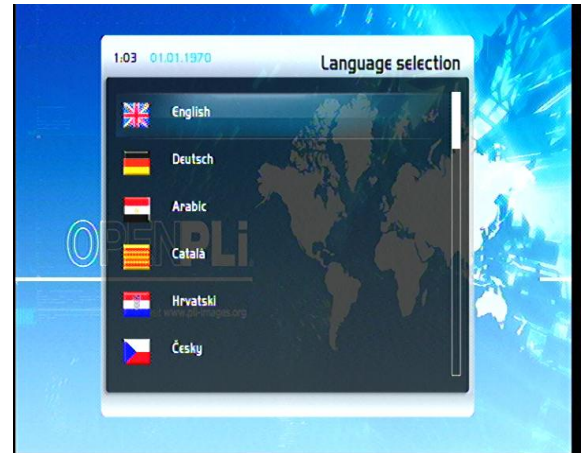 1:03 01.01.1970 Language selection
English
Deutsch
Arabic
Català
Hrvatski
Česky
OPENPLi
www.pli-images.org